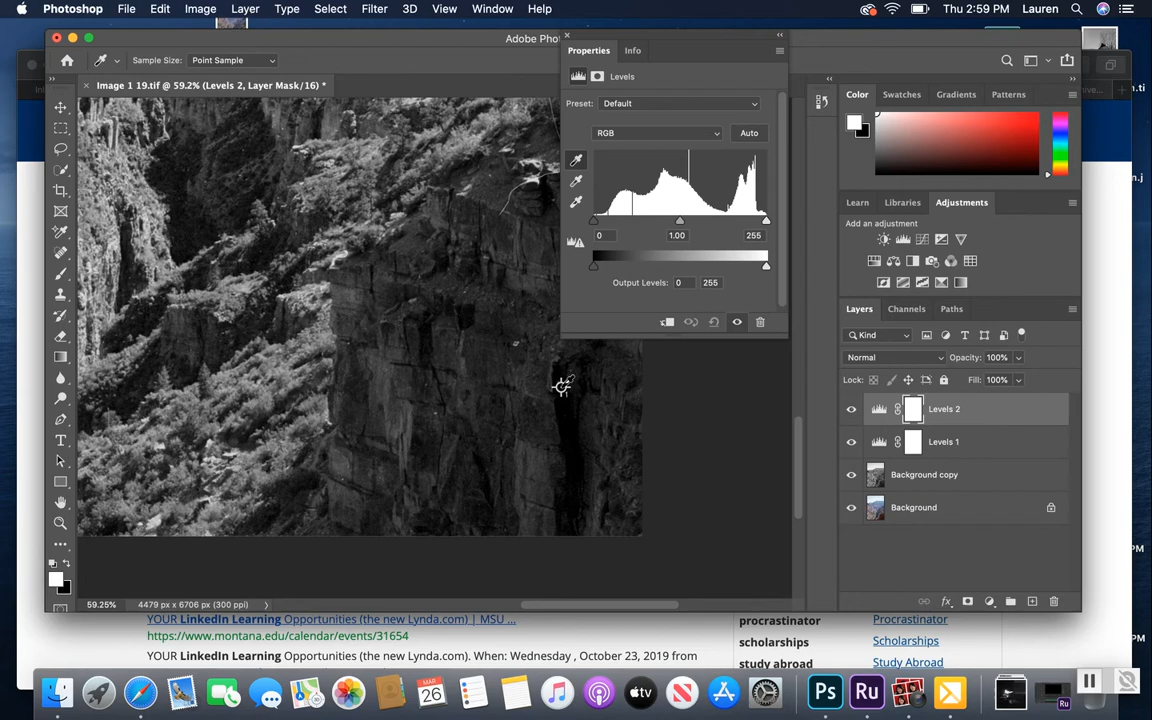 Photoshop File Edit Image Layer Type Select Filter 3D View Window Help Thu 2:59 PM Lauren
Adobe Pho
Sample Size: Point Sample
Image 1 19.tif @ 59.2% (Levels 2, Layer Mask/16) *
Properties Info
Levels
Preset: Default
RGB Auto
0 1.00 255
Output Levels: 0 255
Color Swatches Gradients Patterns
Learn Libraries Adjustments
Add an adjustment
Layers Channels Paths
Kind
Normal Opacity: 100%
Lock: Fill: 100%
Levels 2
Levels 1
Background copy
Background
59.25% 4479 px x 6706 px (300 ppi)
n.ti
n.j
PM
PM
YOUR LinkedIn Learning Opportunities (the new Lynda.com) | MSU ...
https://www.montana.edu/calendar/events/31654
YOUR LinkedIn Learning Opportunities (the new Lynda.com). When: Wednesday , October 23, 2019 from
procrastinator Procrastinator
scholarships Scholarships
study abroad Study Abroad
MAR
26
tv
Ps
Ru
Ru